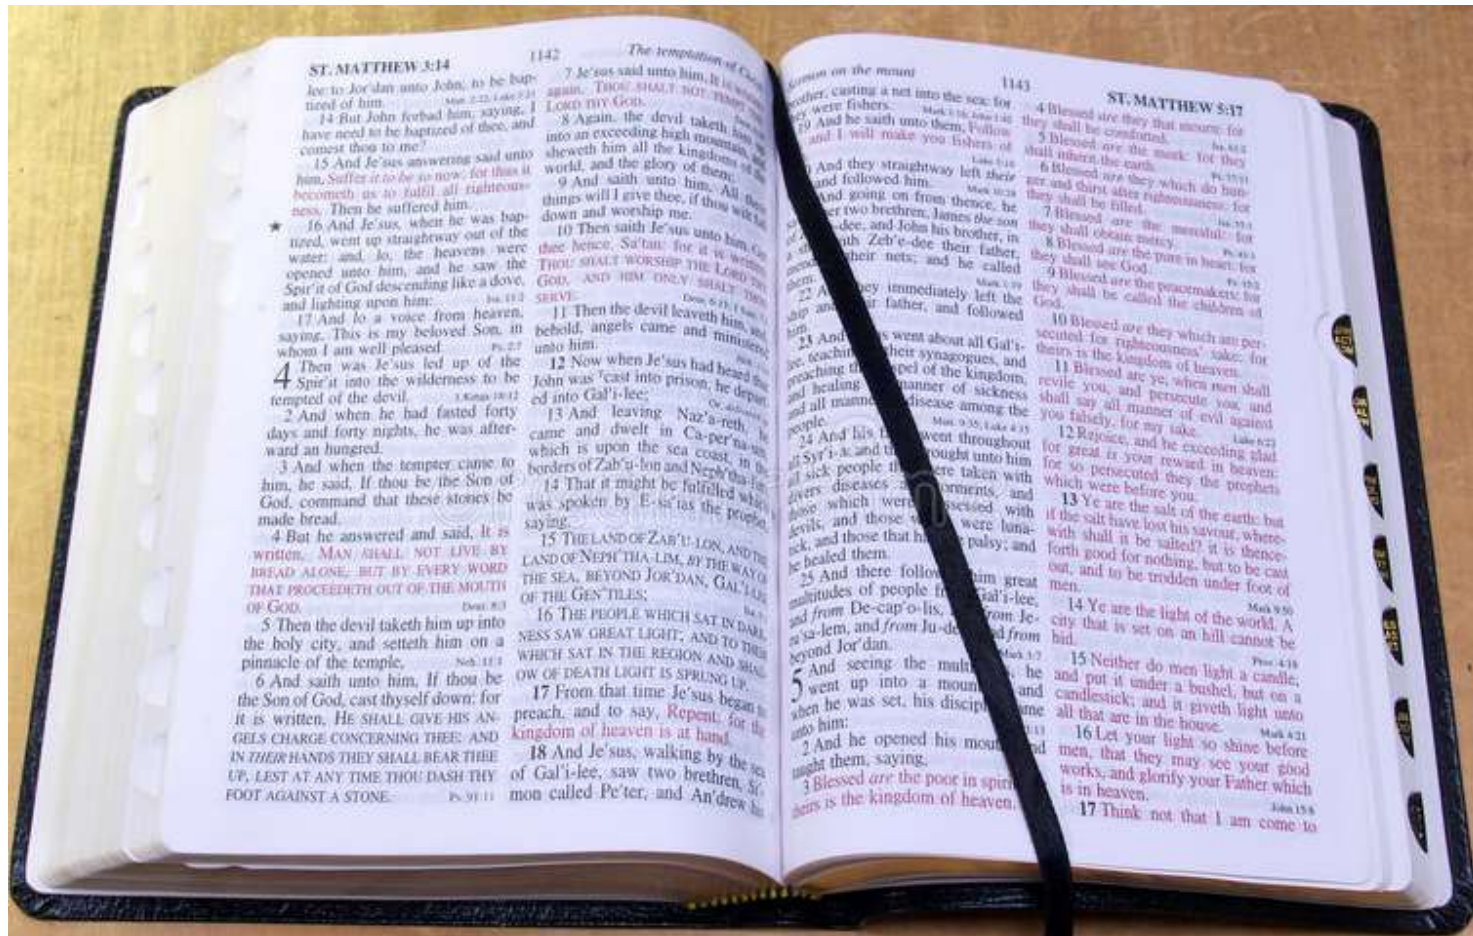 ST. MATTHEW 3:14
1142
The temptation of
lee to Jor'dan unto John, to be bap-
tized of him.
14 But John forbad him, saying, I
have need to be baptized of thee, and
comest thou to me?
15 And Je'sus answering said unto
him, Suffer it to be so now: for thus it
becometh us to fulfil all righteous-
ness. Then he suffered him.
★ 16 And Je'sus, when he was bap-
tized, went up straightway out of the
water: and, lo, the heavens were
opened unto him, and he saw the
Spir'it of God descending like a dove,
and lighting upon him: Isa. 11:2
17 And lo a voice from heaven,
saying, This is my beloved Son, in
whom I am well pleased. Ps. 2:7
4 Then was Je'sus led up of the
Spir'it into the wilderness to be
tempted of the devil. 1 Kings 18:12
2 And when he had fasted forty
days and forty nights, he was after-
ward an hungred.
3 And when the tempter came to
him, he said, If thou be the Son of
God, command that these stones be
made bread.
4 But he answered and said, It is
written, MAN SHALL NOT LIVE BY
BREAD ALONE, BUT BY EVERY WORD
THAT PROCEEDETH OUT OF THE MOUTH
OF GOD. Deut. 8:3
5 Then the devil taketh him up into
the holy city, and setteth him on a
pinnacle of the temple, Neh. 11:1
6 And saith unto him, If thou be
the Son of God, cast thyself down: for
it is written, HE SHALL GIVE HIS AN-
GELS CHARGE CONCERNING THEE: AND
IN THEIR HANDS THEY SHALL BEAR THEE
UP, LEST AT ANY TIME THOU DASH THY
FOOT AGAINST A STONE. Ps. 91:11
7 Je'sus said unto him, It is written
again, THOU SHALT NOT TEMPT
LORD THY GOD.
8 Again, the devil taketh him
into an exceeding high mountain, and
sheweth him all the kingdoms of the
world, and the glory of them;
9 And saith unto him, All these
things will I give thee, if thou wilt fall
down and worship me.
10 Then saith Je'sus unto him, Get
thee hence, Sa'tan: for it is written,
THOU SHALT WORSHIP THE LORD THY
GOD, AND HIM ONLY SHALT THOU
SERVE.
11 Then the devil leaveth him, and,
behold, angels came and ministered
unto him.
12 Now when Je'sus had heard that
John was cast into prison, he depart-
ed into Gal'i-lee;
13 And leaving Naz'a-reth, he
came and dwelt in Ca-per'na-um,
which is upon the sea coast, in the
borders of Zab'u-lon and Neph'tha-lim:
14 That it might be fulfilled which
was spoken by E-sa'ias the prophet,
saying,
15 THE LAND OF ZAB'U-LON, AND THE
LAND OF NEPH'THA-LIM, BY THE WAY OF
THE SEA, BEYOND JOR'DAN, GAL'I-LEE
OF THE GEN'TILES;
16 THE PEOPLE WHICH SAT IN DARK-
NESS SAW GREAT LIGHT; AND TO THEM
WHICH SAT IN THE REGION AND SHAD-
OW OF DEATH LIGHT IS SPRUNG UP.
17 From that time Je'sus began to
preach, and to say, Repent: for the
kingdom of heaven is at hand.
18 And Je'sus, walking by the sea
of Gal'i-lee, saw two brethren, Si'-
mon called Pe'ter, and An'drew his
Sermon on the mount
1143
ST. MATTHEW 5:17
brother, casting a net into the sea: for
they were fishers.
19 And he saith unto them, Follow
and I will make you fishers of
And they straightway left their
and followed him.
And going on from thence, he
other two brethren, James the son
dee, and John his brother, in
Zeb'e-dee their father,
their nets; and he called
them.
22 And they immediately left the
ship and their father, and followed
him.
23 And went about all Gal'i-
lee, teaching their synagogues, and
preaching the gospel of the kingdom,
and healing manner of sickness
and all manner disease among the
people. Matt. 9:35; Luke 4:15
24 And his went throughout
all Syr'i-a: and they brought unto him
all sick people were taken with
divers diseases torments, and
those which were possessed with
devils, and those were luna-
tick, and those that had palsy; and
he healed them.
25 And there followed him great
multitudes of people from Gal'i-lee,
and from De-cap'o-lis, from Je-
ru'sa-lem, and from Ju-de and from
beyond Jor'dan.
5 And seeing the he
went up into a and
when he was set, his came
unto him:
2 And he opened his mouth and
taught them, saying,
3 Blessed are the poor in spirit
theirs is the kingdom of heaven.
4 Blessed are they that mourn: for
they shall be comforted.
5 Blessed are the meek: for they
shall inherit the earth.
6 Blessed are they which do hun-
ger and thirst after righteousness: for
they shall be filled.
7 Blessed are the merciful: for
they shall obtain mercy.
8 Blessed are the pure in heart: for
they shall see God.
9 Blessed are the peacemakers: for
they shall be called the children of
God.
10 Blessed are they which are per-
secuted for righteousness' sake: for
theirs is the kingdom of heaven.
11 Blessed are ye, when men shall
revile you, and persecute you, and
shall say all manner of evil against
you falsely, for my sake. Luke 6:22
12 Rejoice, and be exceeding glad
for great is your reward in heaven:
for so persecuted they the prophets
which were before you.
13 Ye are the salt of the earth: but
if the salt have lost his savour, where-
with shall it be salted? it is thence-
forth good for nothing, but to be cast
out, and to be trodden under foot of
men. Mark 9:50
14 Ye are the light of the world. A
city that is set on an hill cannot be
hid. Prov. 4:18
15 Neither do men light a candle,
and put it under a bushel, but on a
candlestick; and it giveth light unto
all that are in the house. Mark 4:21
16 Let your light so shine before
men, that they may see your good
works, and glorify your Father which
is in heaven. John 15:8
17 Think not that I am come to